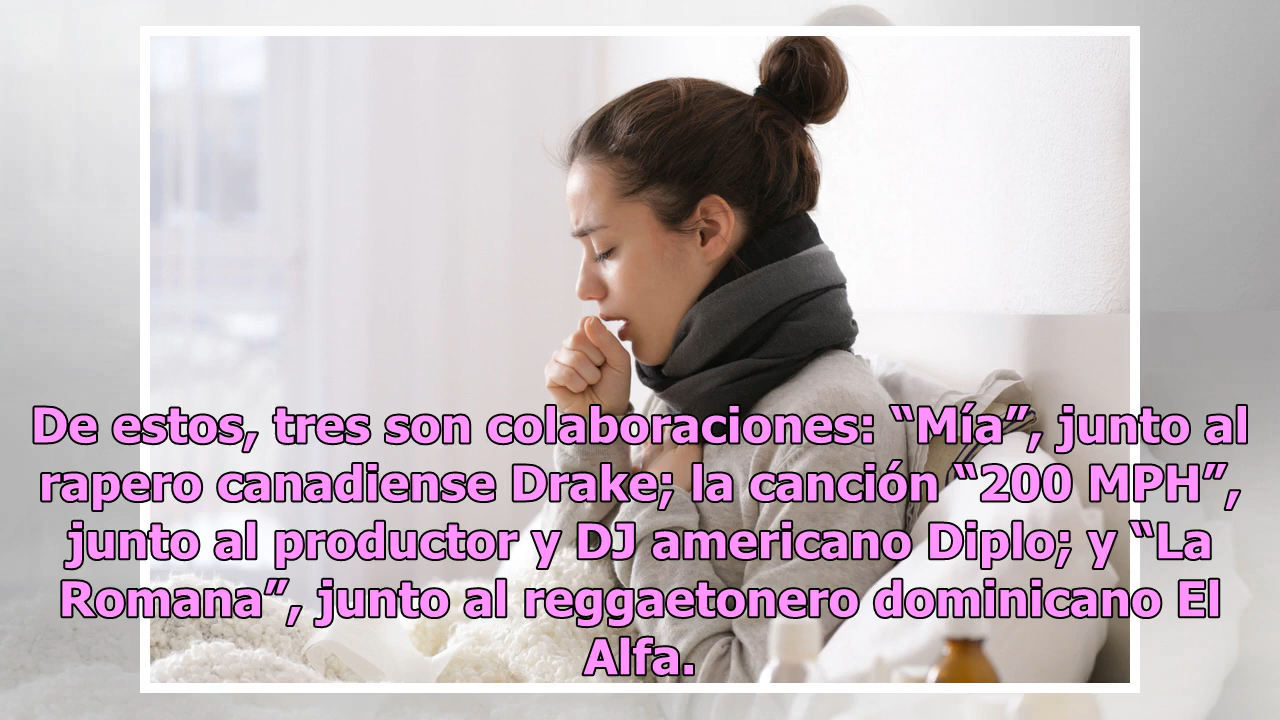 De estos, tres son colaboraciones: “Mía”, junto al
rapero canadiense Drake; la canción “200 MPH”,
junto al productor y DJ americano Diplo; y “La
Romana”, junto al reggaetonero dominicano El
Alfa.